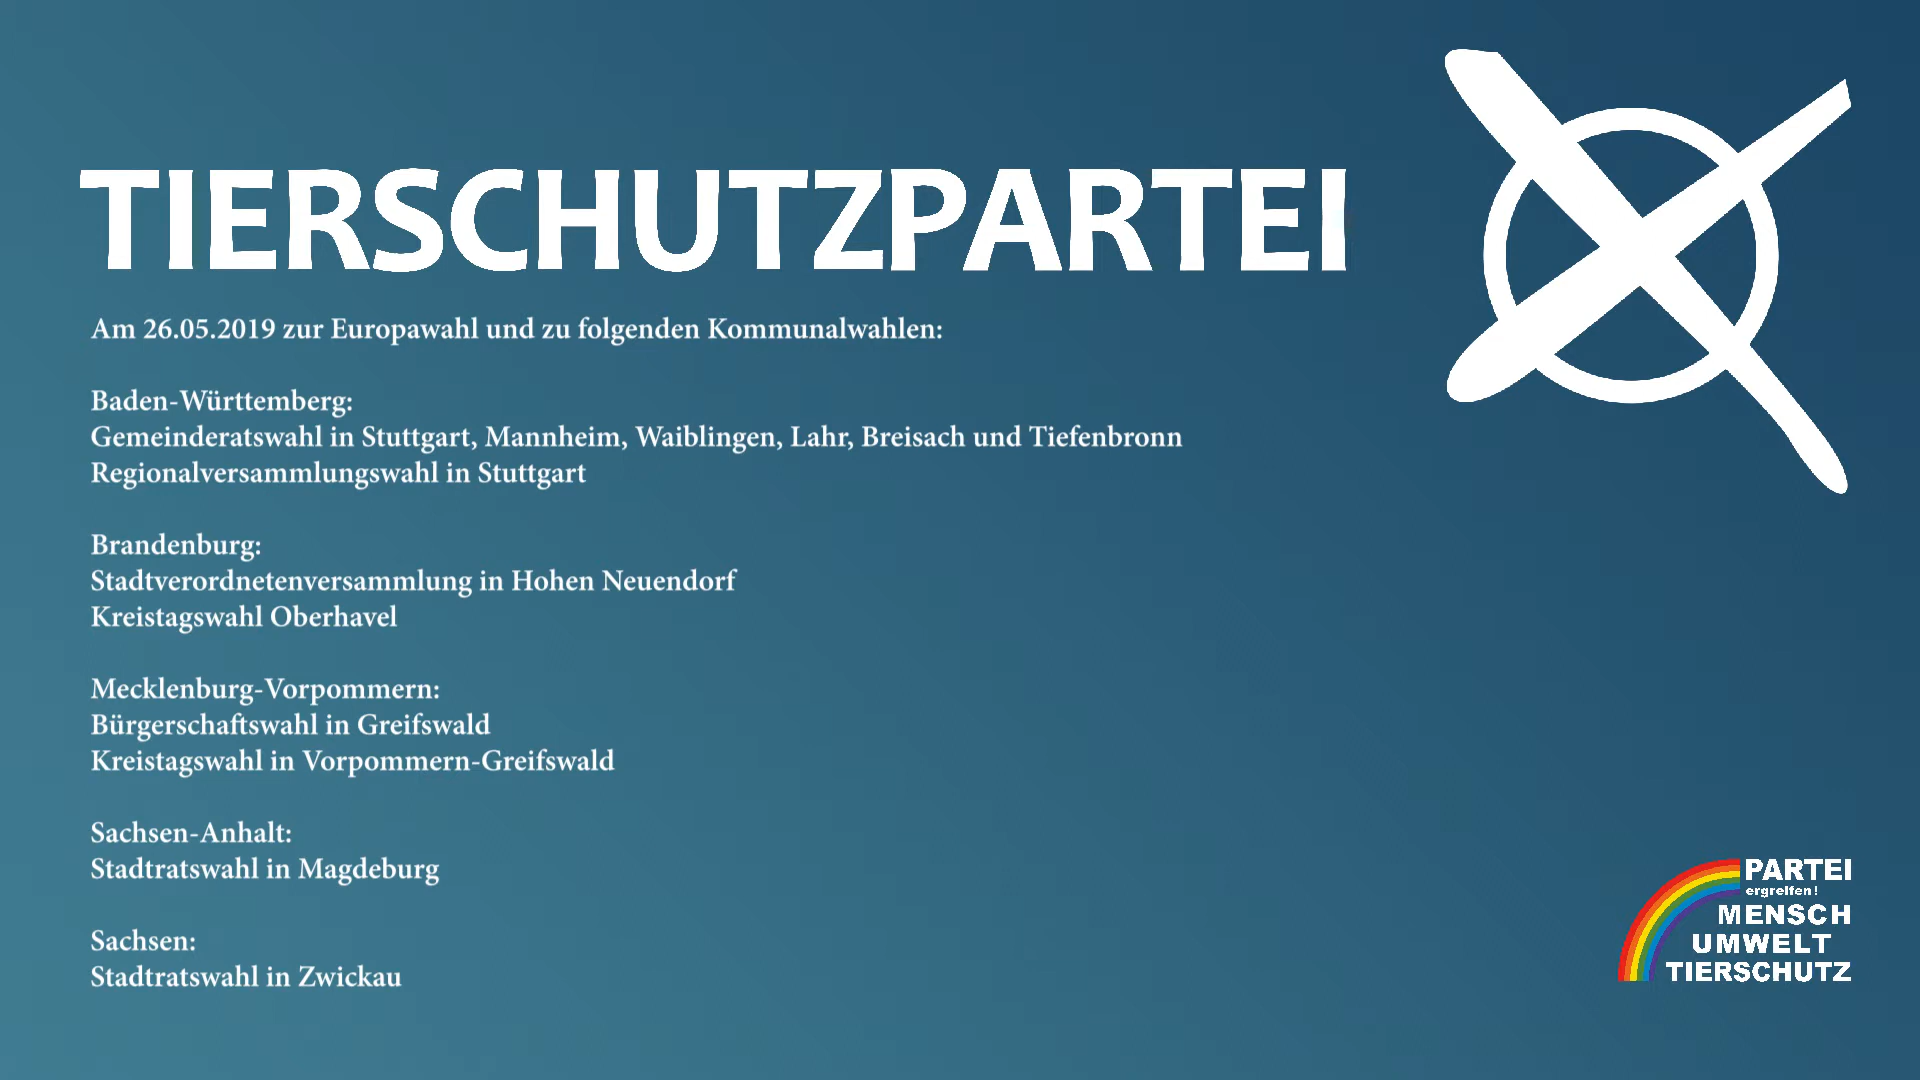 TIERSCHUTZPARTEI
Am 26.05.2019 zur Europawahl und zu folgenden Kommunalwahlen:
Baden-Württemberg:
Gemeinderatswahl in Stuttgart, Mannheim, Waiblingen, Lahr, Breisach und Tiefenbronn
Regionalversammlungswahl in Stuttgart
Brandenburg:
Stadtverordnetenversammlung in Hohen Neuendorf
Kreistagswahl Oberhavel
Mecklenburg-Vorpommern:
Bürgerschaftswahl in Greifswald
Kreistagswahl in Vorpommern-Greifswald
Sachsen-Anhalt:
Stadtratswahl in Magdeburg
Sachsen:
Stadtratswahl in Zwickau
PARTEI
ergreifen!
MENSCH
UMWELT
TIERSCHUTZ